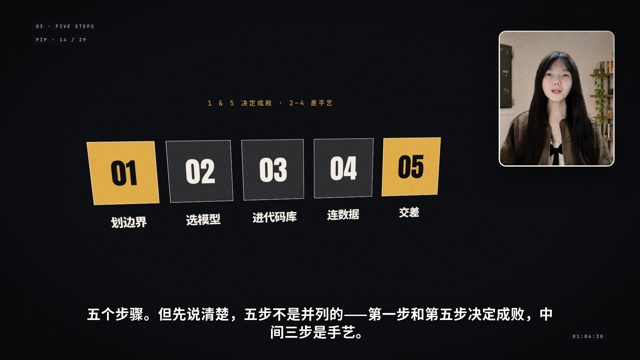 03 · FIVE STEPS
PIP · 14 / 29
1 & 5 决定成败 · 2-4 是手艺
01
02
03
04
05
划边界
选模型
进代码库
连数据
交差
五个步骤。但先说清楚，五步不是并列的——第一步和第五步决定成败，中
间三步是手艺。
01:04:20